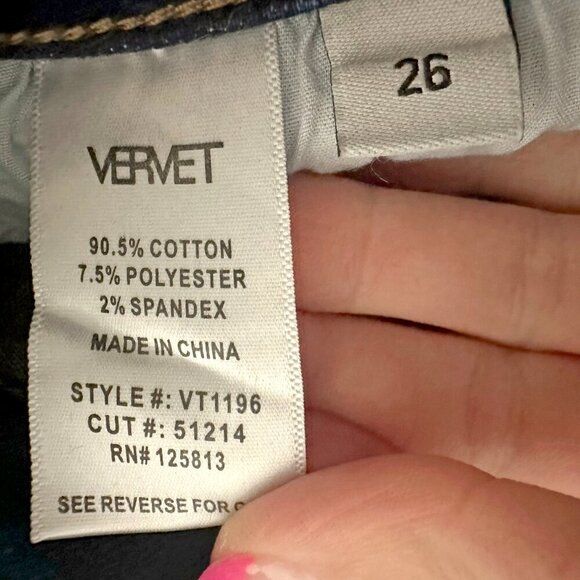 VERVET
90.5% COTTON
7.5% POLYESTER
2% SPANDEX
MADE IN CHINA
STYLE #: VT1196
CUT #: 51214
RN# 125813
SEE REVERSE FOR
26